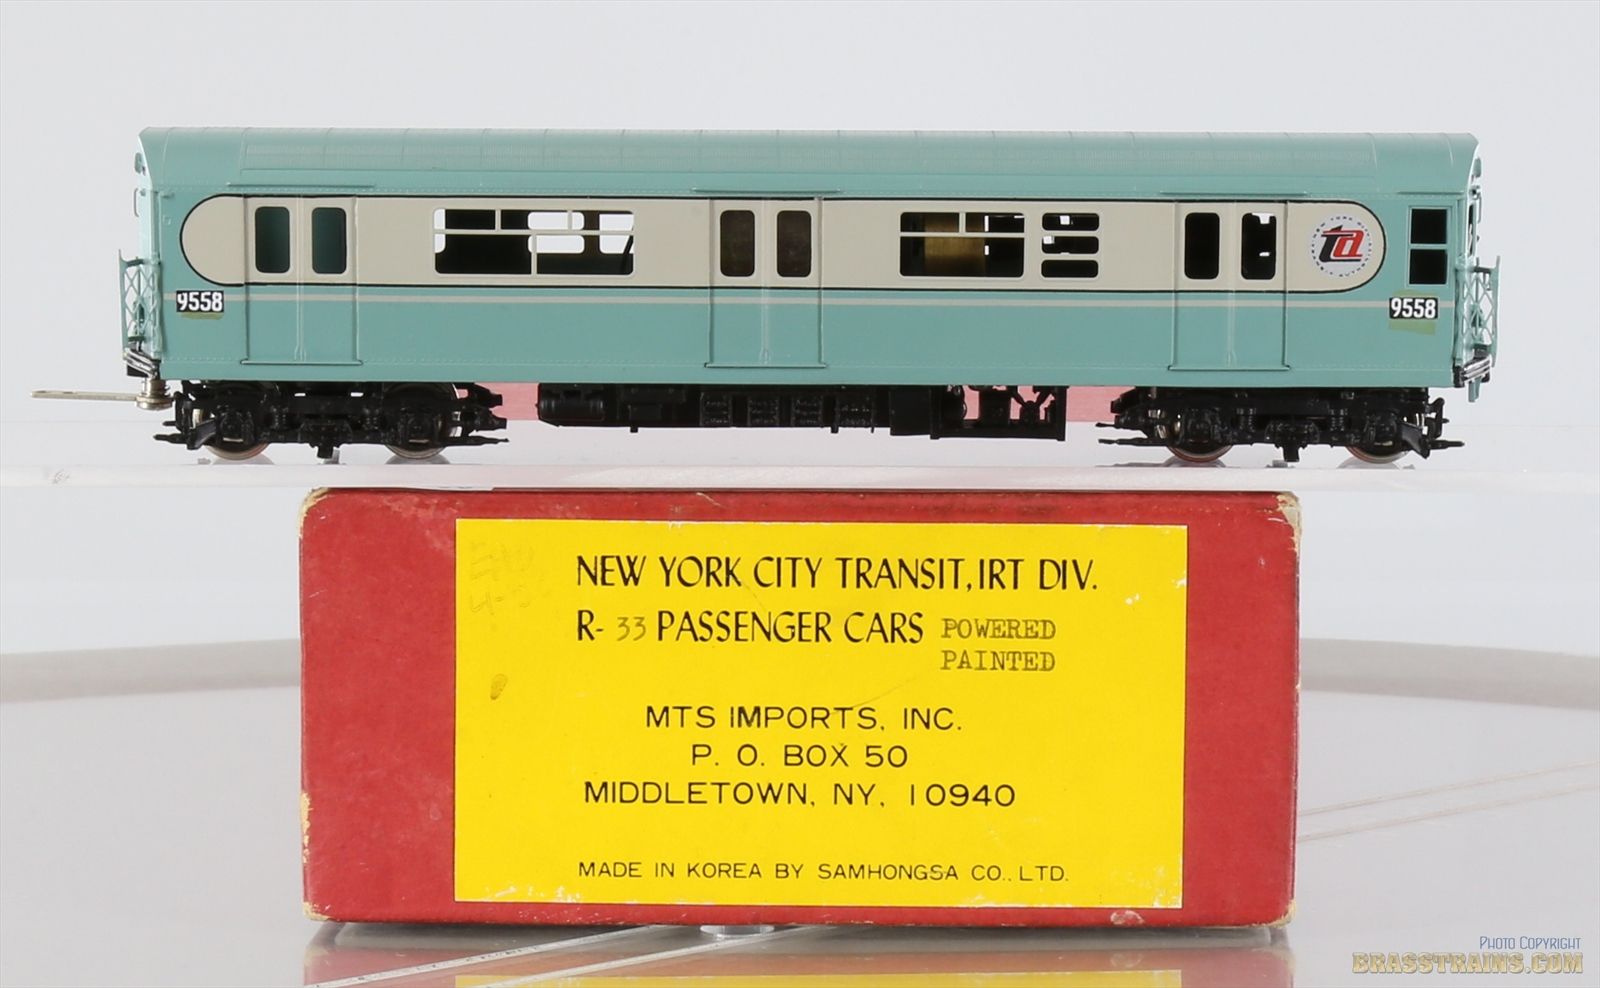 ta
9558
9558
NEW YORK CITY TRANSIT, IRT DIV.
R- 33 PASSENGER CARS POWERED
PAINTED
MTS IMPORTS, INC.
P. O. BOX 50
MIDDLETOWN, NY, 10940
MADE IN KOREA BY SAMHONGSA CO., LTD.
PHOTO COPYRIGHT
BRASSTRAINS.COM